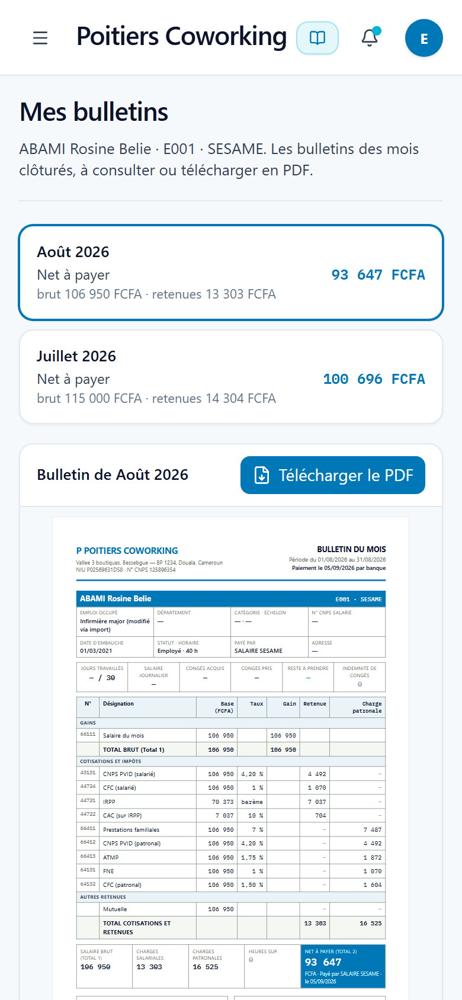 Poitiers Coworking
E
Mes bulletins
ABAMI Rosine Belie · E001 · SESAME. Les bulletins des mois
clôturés, à consulter ou télécharger en PDF.
Août 2026
Net à payer 93 647 FCFA
brut 106 950 FCFA · retenues 13 303 FCFA
Juillet 2026
Net à payer 100 696 FCFA
brut 115 000 FCFA · retenues 14 304 FCFA
Bulletin de Août 2026 Télécharger le PDF
P POITIERS COWORKING BULLETIN DU MOIS
Vallee 3 boutiques, Bessebgue — BP 1234, Douala, Cameroun Période du 01/08/2026 au 31/08/2026
NIU P02569631D58 · N° CNPS 125896354 Paiement le 05/09/2026 par banque
ABAMI Rosine Belie E001 · SESAME
EMPLOI OCCUPÉ DÉPARTEMENT CATÉGORIE · ÉCHELON N° CNPS SALARIÉ
Infirmière major (modifié — — · — —
via import)
DATE D'EMBAUCHE STATUT · HORAIRE PAYÉ PAR ADRESSE
01/03/2021 Employé · 40 h SALAIRE SESAME —
JOURS TRAVAILLÉS SALAIRE CONGÉS ACQUIS CONGÉS PRIS RESTE À PRENDRE INDEMNITÉ DE
— / 30 JOURNALIER — — — CONGÉS
— 0
N° Désignation Base Taux Gain Retenue Charge
(FCFA) patronale
GAINS
66111 Salaire du mois 106 950 106 950
TOTAL BRUT (Total 1) 106 950 106 950
COTISATIONS ET IMPÔTS
43131 CNPS PVID (salarié) 106 950 4,20 % 4 492 —
44724 CFC (salarié) 106 950 1 % 1 070 —
44721 IRPP 70 373 barème 7 037 —
44722 CAC (sur IRPP) 7 037 10 % 704 —
66411 Prestations familiales 106 950 7 % — 7 487
66412 CNPS PVID (patronal) 106 950 4,20 % — 4 492
66413 ATMP 106 950 1,75 % — 1 872
64131 FNE 106 950 1 % — 1 070
64132 CFC (patronal) 106 950 1,50 % — 1 604
AUTRES RETENUES
Mutuelle 106 950 — —
TOTAL COTISATIONS ET 13 303 16 525
RETENUES
SALAIRE BRUT CHARGES CHARGES HEURES SUP. NET À PAYER (TOTAL 2)
(TOTAL 1) SALARIALES PATRONALES 0 93 647
106 950 13 303 16 525 FCFA · Payé par SALAIRE SESAME ·
le 05/09/2026